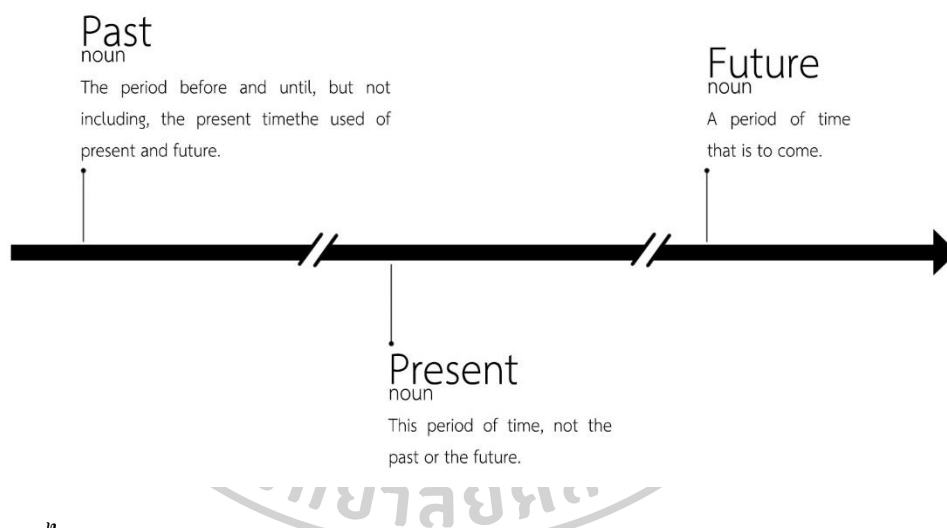 Past
noun
The period before and until, but not
including, the present timethe used of
present and future.
Future
noun
A period of time
that is to come.
Present
noun
This period of time, not the
past or the future.